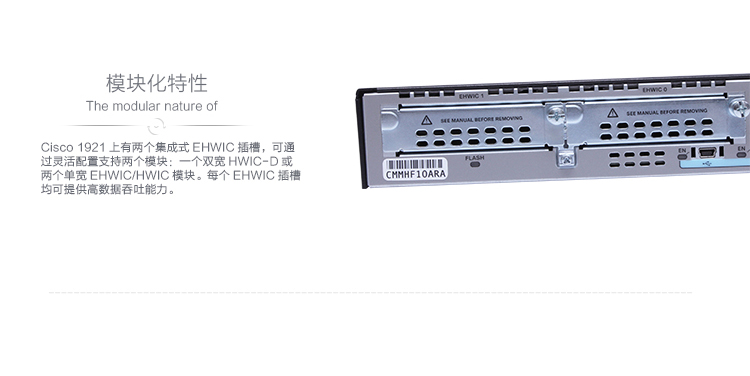 模块化特性
The modular nature of
Cisco 1921 上有两个集成式 EHWIC 插槽，可通
过灵活配置支持两个模块：一个双宽 HWIC-D 或
两个单宽 EHWIC/HWIC 模块。每个 EHWIC 插槽
均可提供高数据吞吐能力。
EHWIC 1
EHWIC 0
SEE MANUAL BEFORE REMOVING
SEE MANUAL BEFORE REMOVING
FLASH
EN
EN
CMMHF10ARA